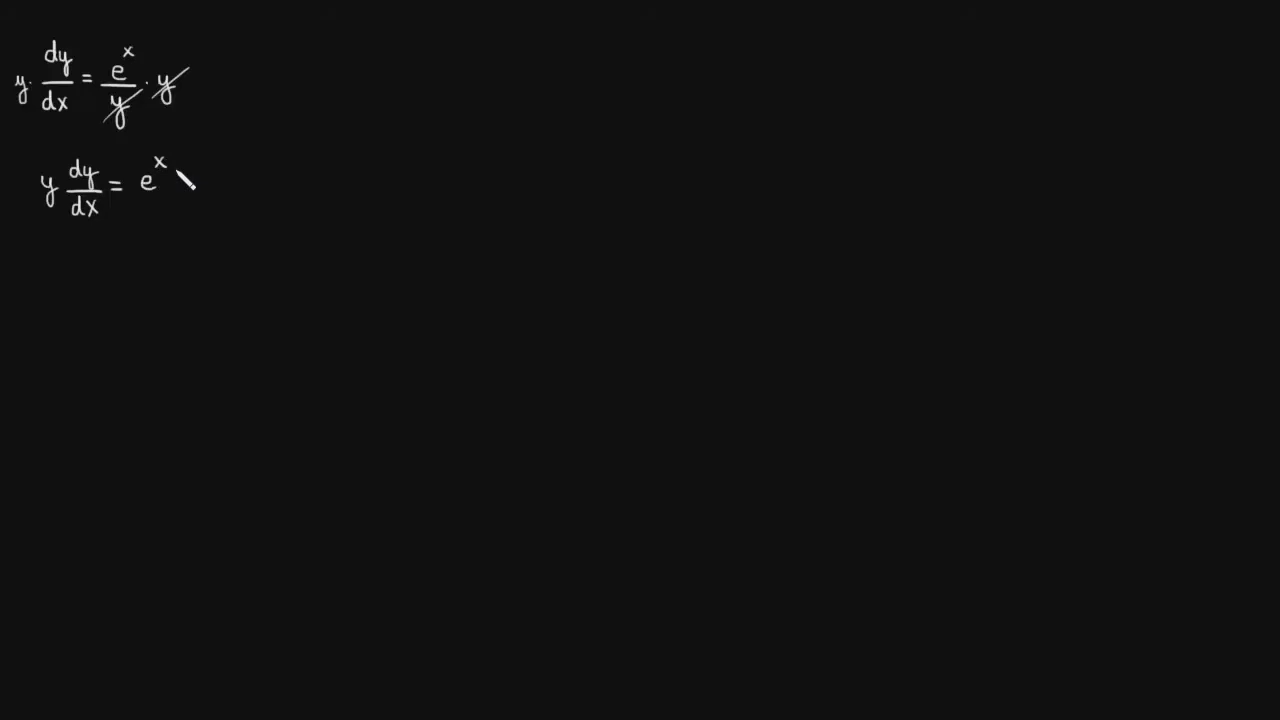 y · dy/dx = e^x/y · y
y dy/dx = e^x